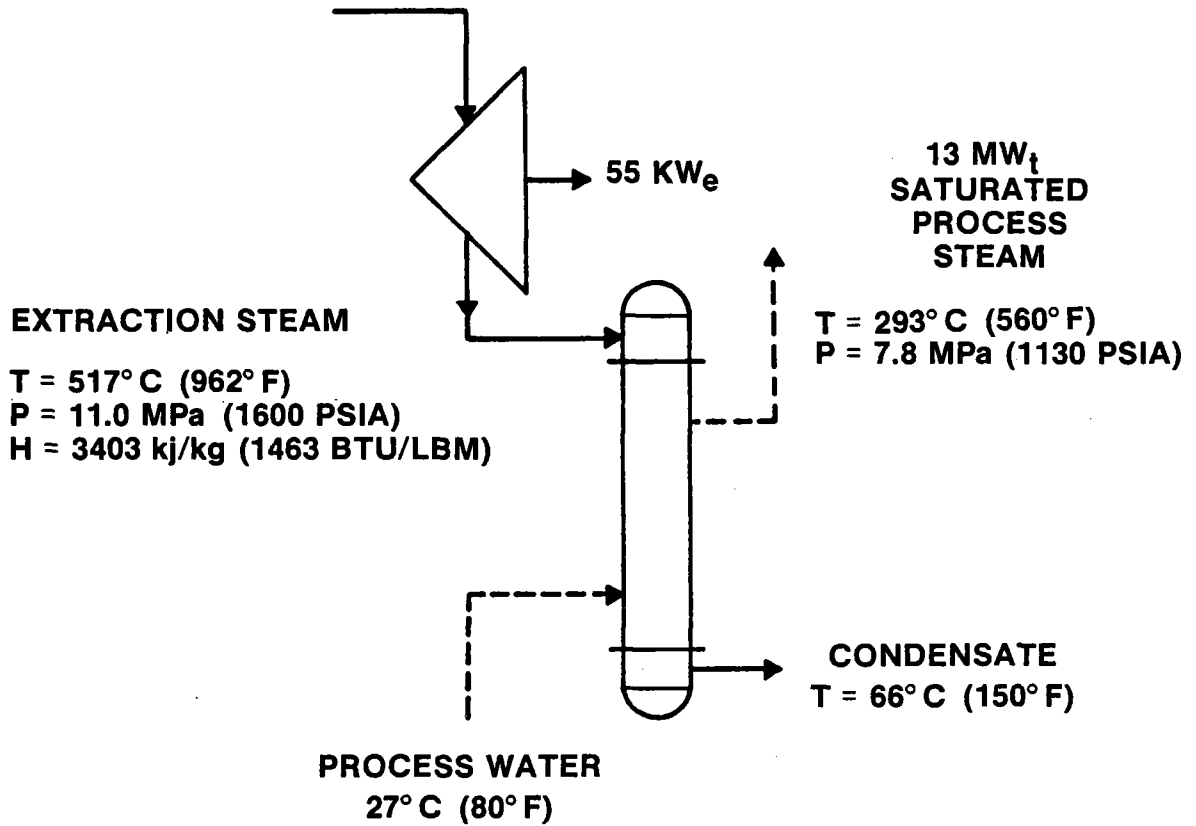 55 KWe
13 MWt
SATURATED
PROCESS
STEAM
T = 293° C (560° F)
P = 7.8 MPa (1130 PSIA)
EXTRACTION STEAM
T = 517° C (962° F)
P = 11.0 MPa (1600 PSIA)
H = 3403 kj/kg (1463 BTU/LBM)
CONDENSATE
T = 66° C (150° F)
PROCESS WATER
27° C (80° F)